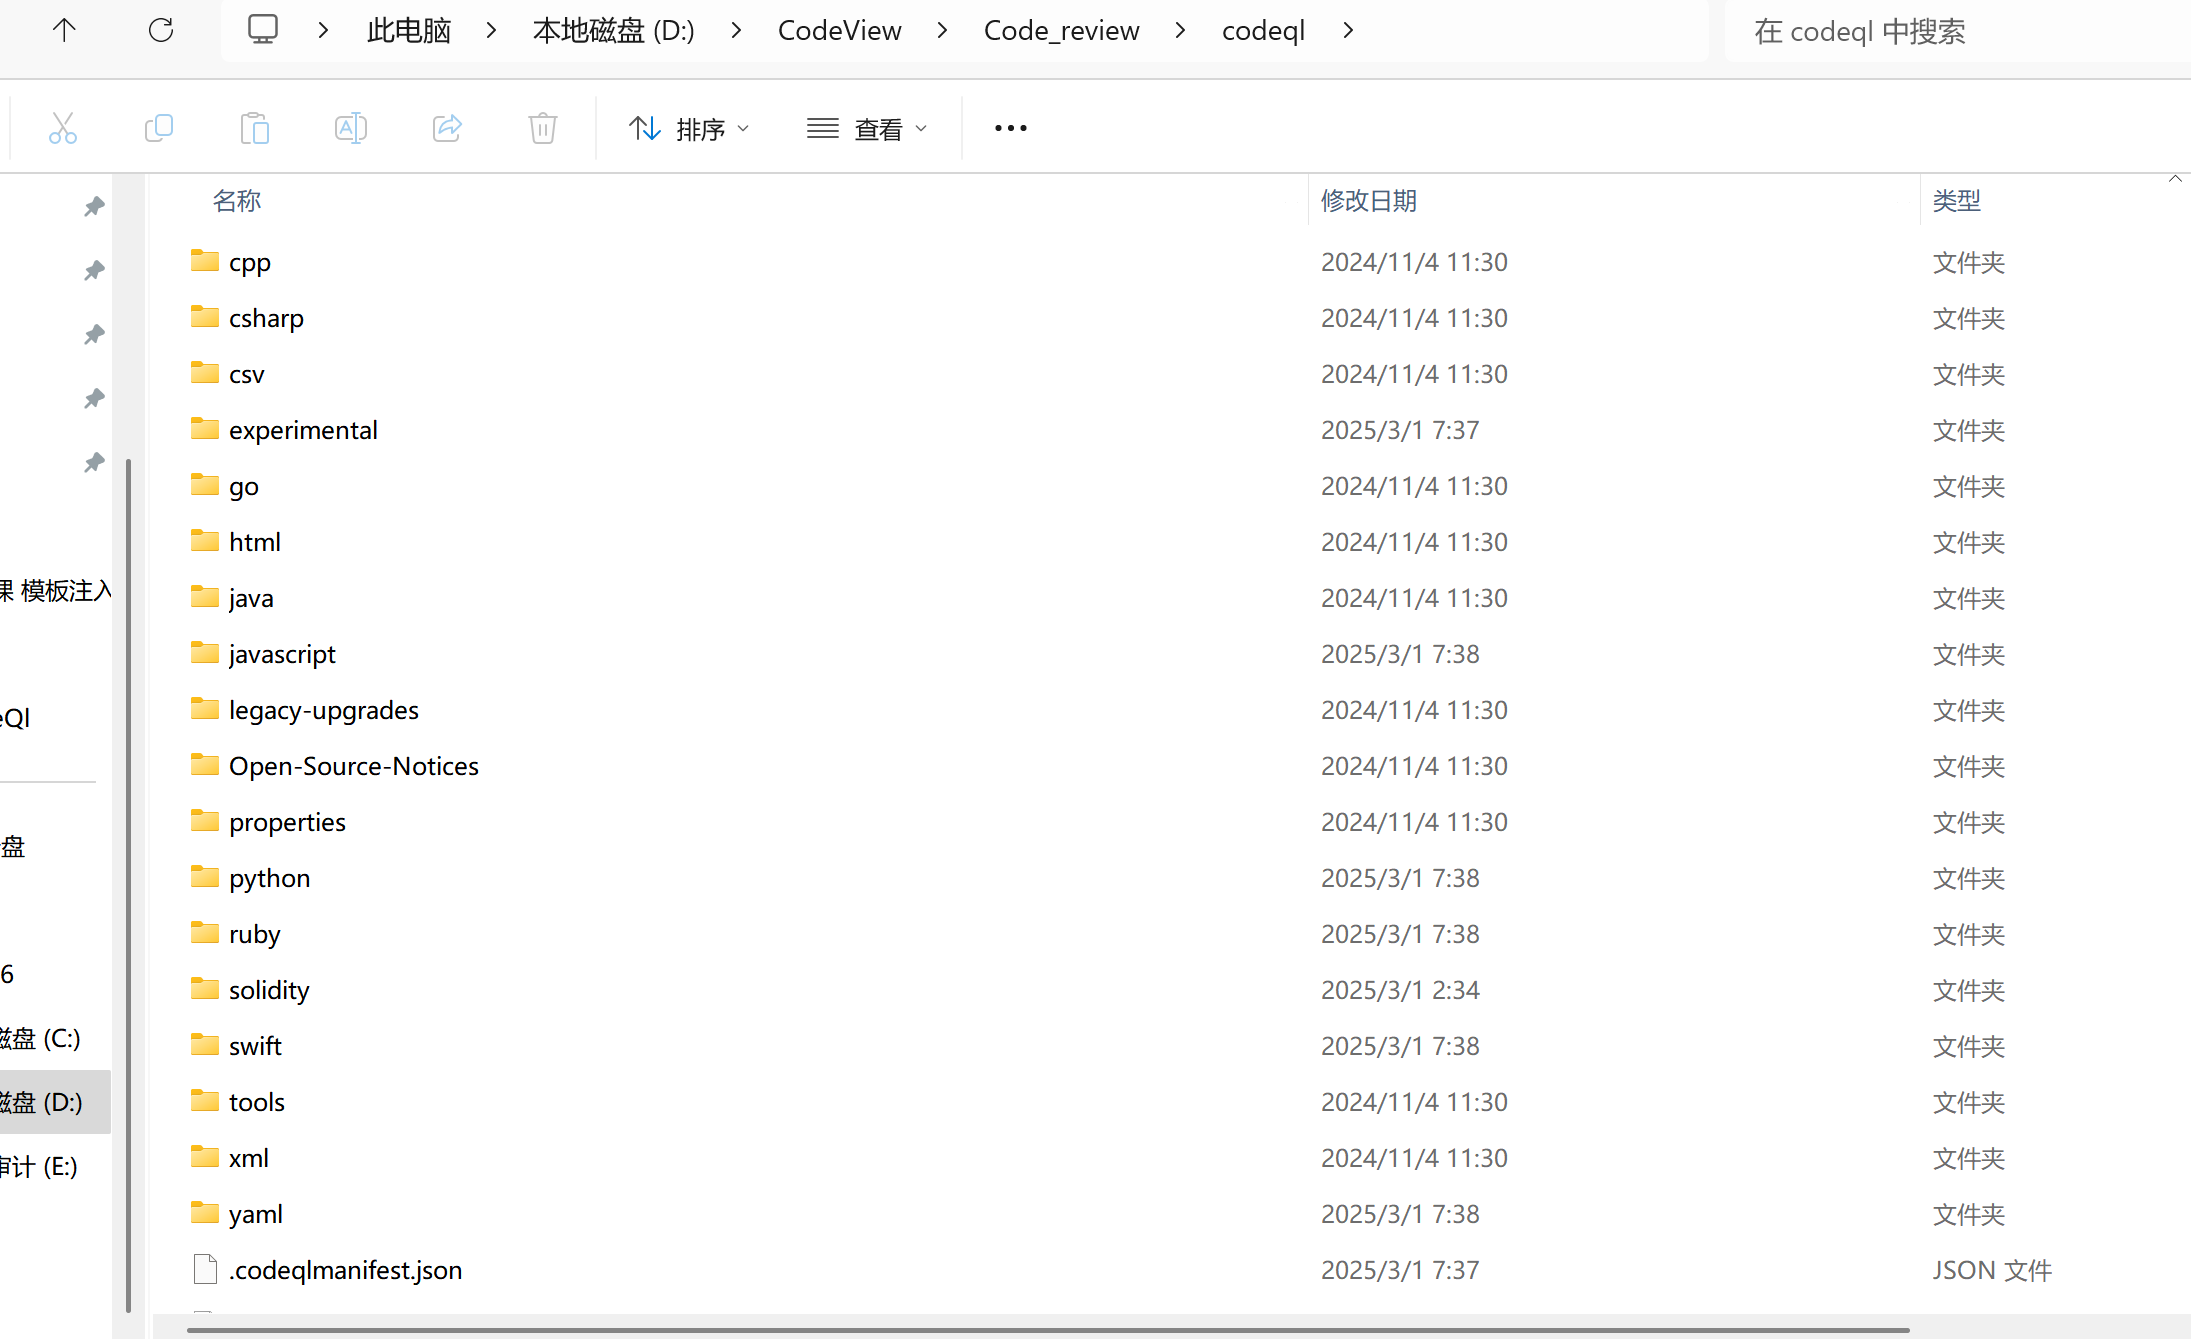 此电脑 本地磁盘 (D:) CodeView Code_review codeql 在 codeql 中搜索
排序 查看
名称 修改日期 类型
cpp 2024/11/4 11:30 文件夹
csharp 2024/11/4 11:30 文件夹
csv 2024/11/4 11:30 文件夹
experimental 2025/3/1 7:37 文件夹
go 2024/11/4 11:30 文件夹
html 2024/11/4 11:30 文件夹
java 2024/11/4 11:30 文件夹
javascript 2025/3/1 7:38 文件夹
legacy-upgrades 2024/11/4 11:30 文件夹
Open-Source-Notices 2024/11/4 11:30 文件夹
properties 2024/11/4 11:30 文件夹
python 2025/3/1 7:38 文件夹
ruby 2025/3/1 7:38 文件夹
solidity 2025/3/1 2:34 文件夹
swift 2025/3/1 7:38 文件夹
tools 2024/11/4 11:30 文件夹
xml 2024/11/4 11:30 文件夹
yaml 2025/3/1 7:38 文件夹
.codeqlmanifest.json 2025/3/1 7:37 JSON 文件
模板注入
eQl
盘
6
磁盘 (C:)
磁盘 (D:)
审计 (E:)